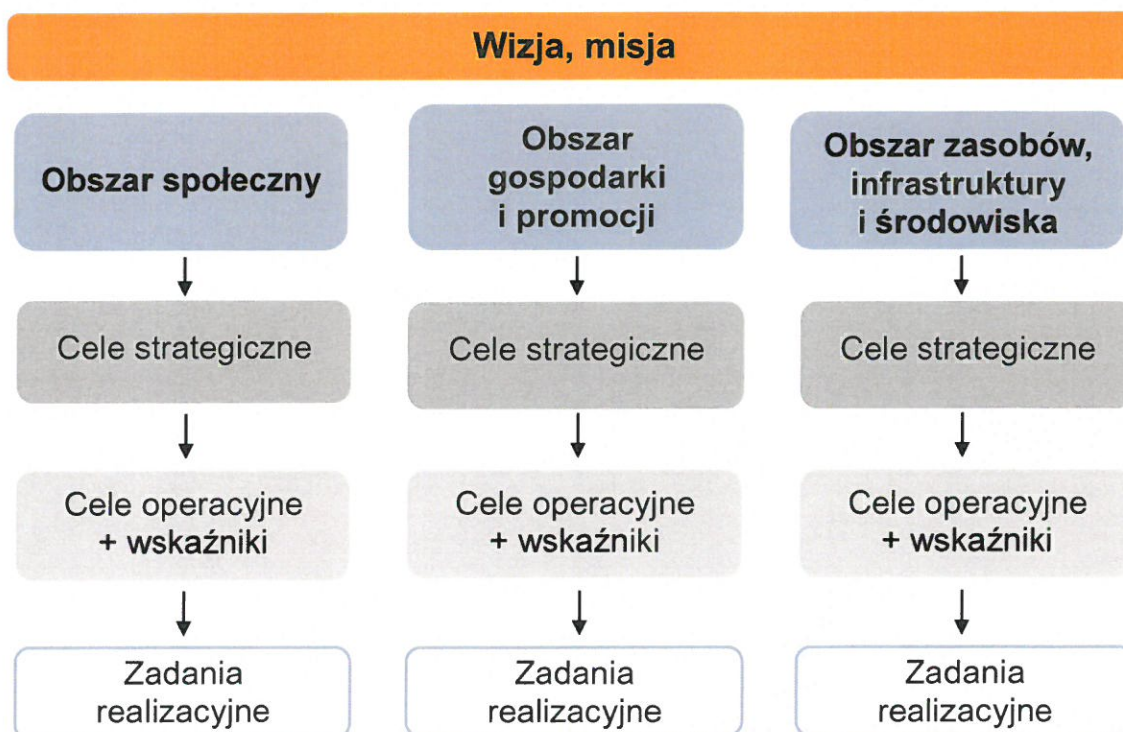 Wizja, misja
Obszar społeczny
Obszar
gospodarki
i promocji
Obszar zasobów,
infrastruktury
i środowiska
Cele strategiczne
Cele strategiczne
Cele strategiczne
Cele operacyjne
+ wskaźniki
Cele operacyjne
+ wskaźniki
Cele operacyjne
+ wskaźniki
Zadania
realizacyjne
Zadania
realizacyjne
Zadania
realizacyjne